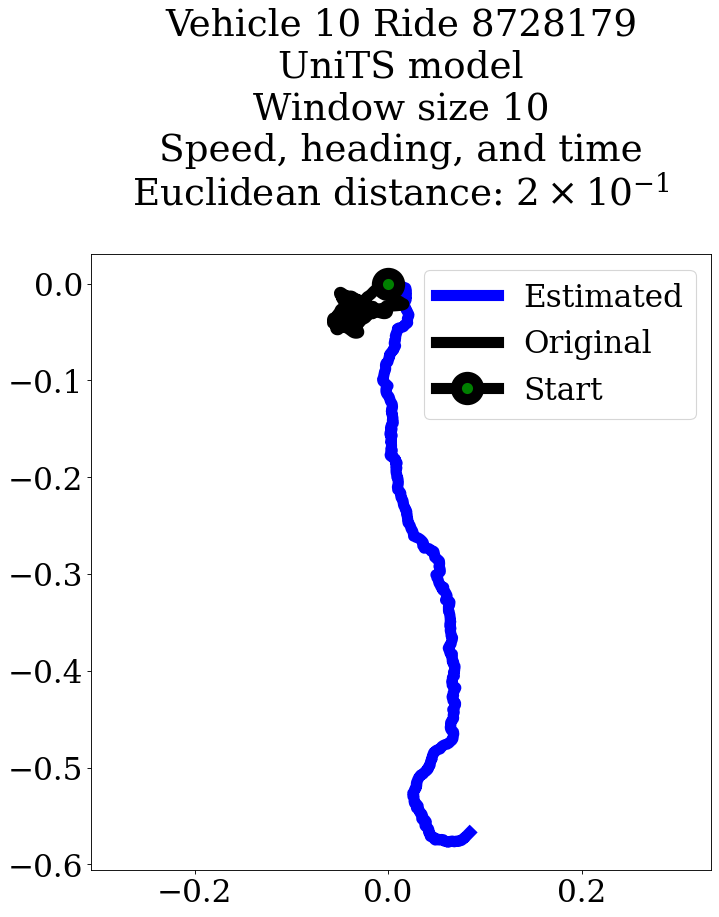 Vehicle 10 Ride 8728179
UniTS model
Window size 10
Speed, heading, and time
Euclidean distance: 2 × 10⁻¹
Estimated
Original
Start
0.0
−0.1
−0.2
−0.3
−0.4
−0.5
−0.6
−0.2 0.0 0.2